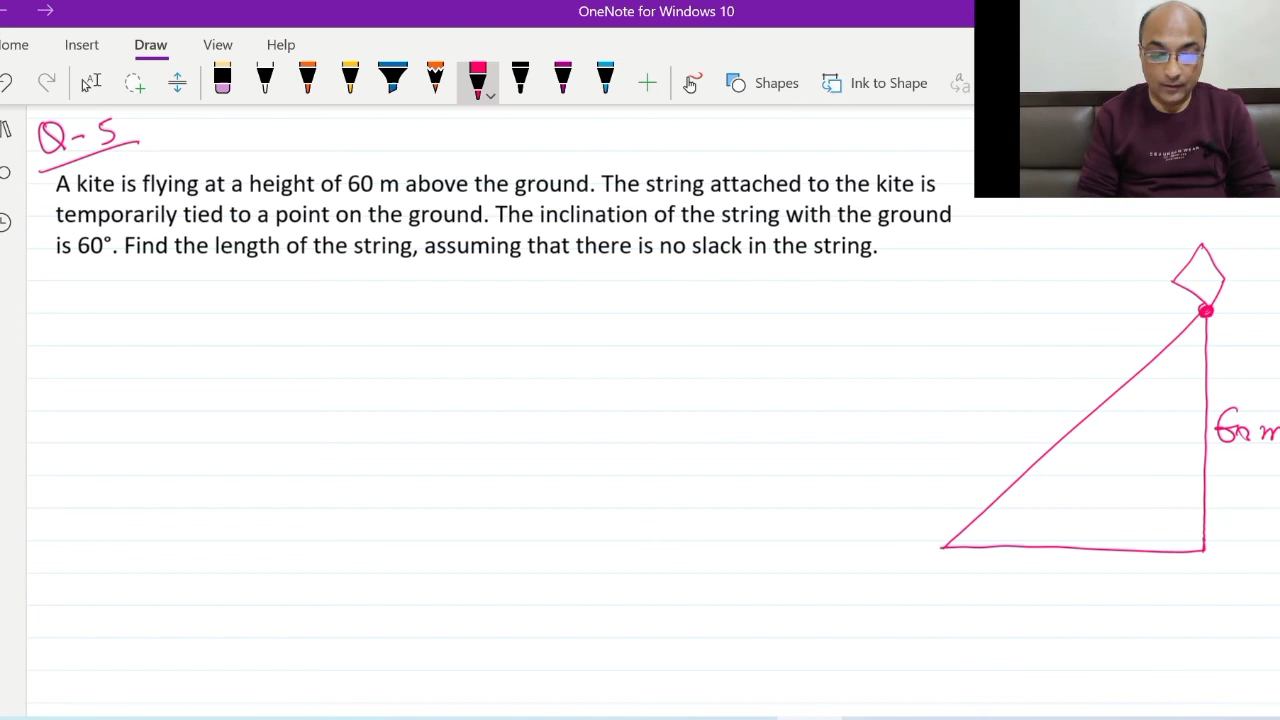 OneNote for Windows 10
ome Insert Draw View Help
Shapes Ink to Shape
Q-5
A kite is flying at a height of 60 m above the ground. The string attached to the kite is
temporarily tied to a point on the ground. The inclination of the string with the ground
is 60°. Find the length of the string, assuming that there is no slack in the string.
60 m